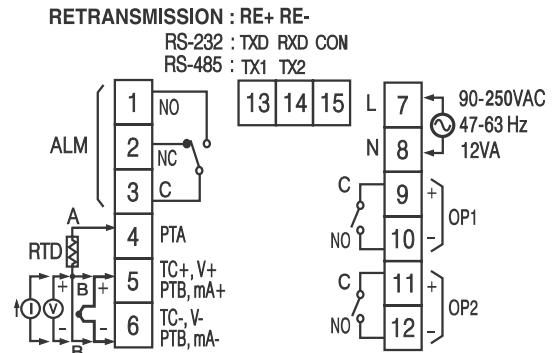 RETRANSMISSION : RE+ RE-
RS-232 : TXD RXD CON
RS-485 : TX1 TX2
13 14 15
ALM
1 NO
2 NC
3 C
A
4 PTA
RTD
5 TC+, V+
PTB, mA+
6 TC-, V-
PTB, mA-
I V + - B + - B
L 7
N 8
90-250VAC
47-63 Hz
12VA
C 9 +
NO 10 -
OP1
C 11 +
NO 12 -
OP2